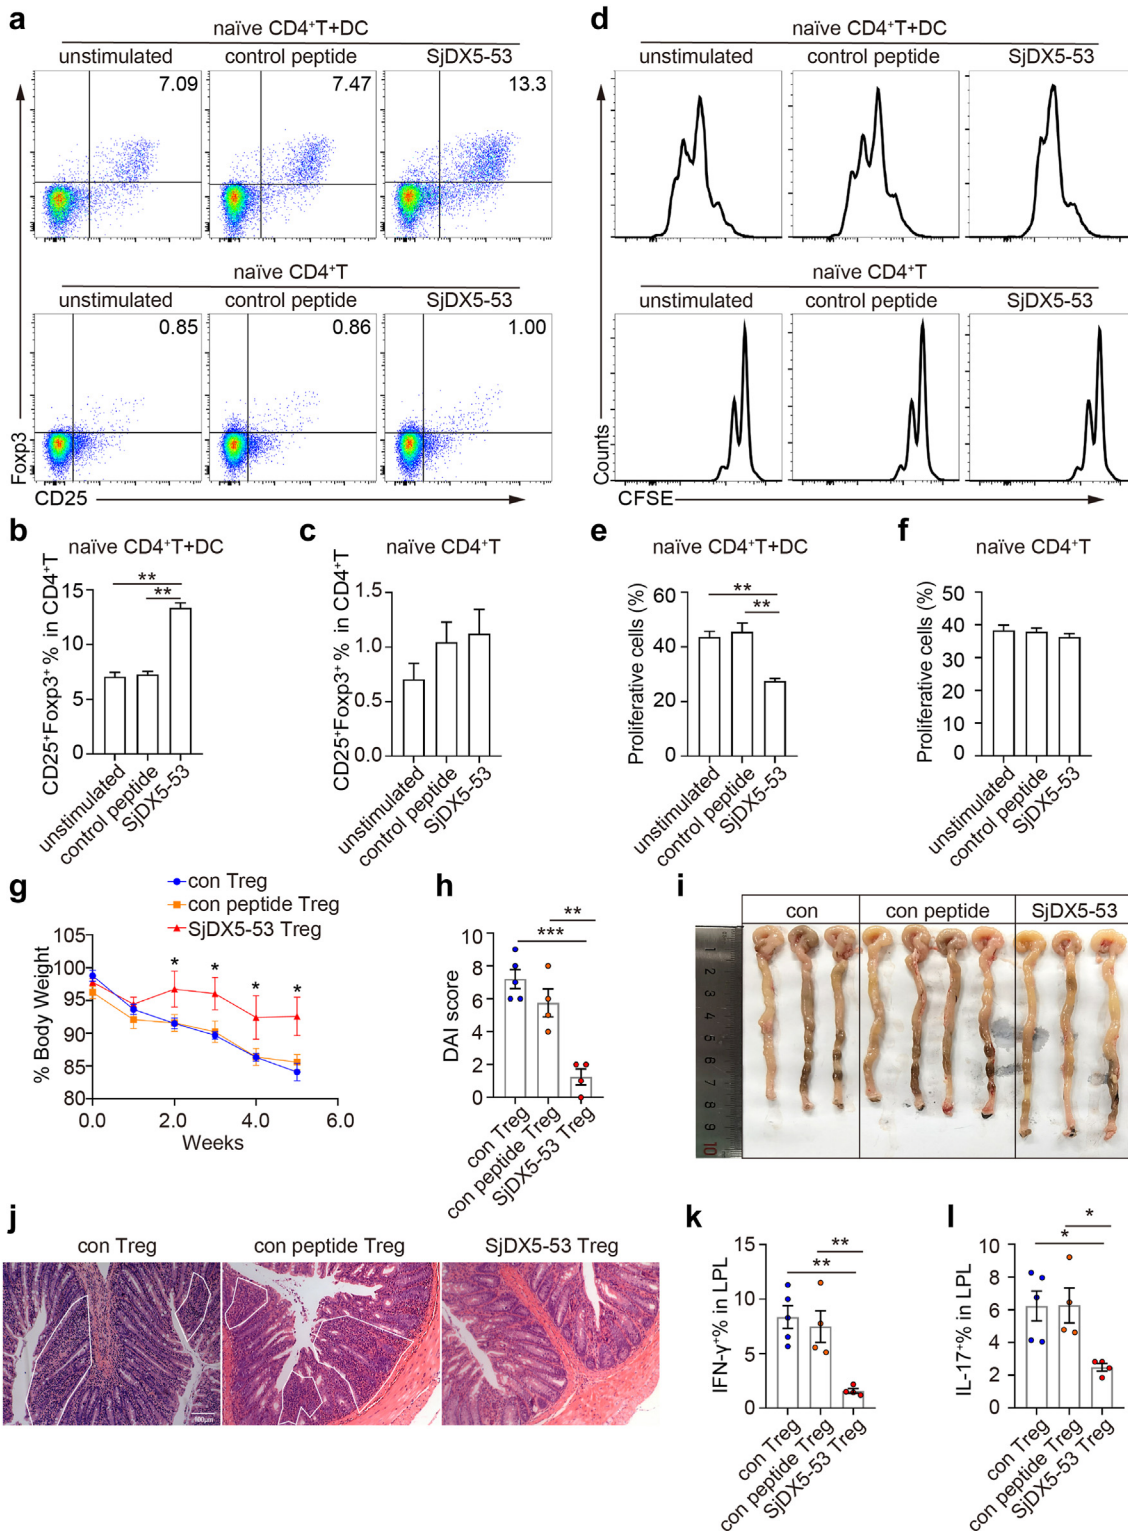 a
naïve CD4⁺T+DC
unstimulated control peptide SjDX5-53
7.09 7.47 13.3
naïve CD4⁺T
unstimulated control peptide SjDX5-53
0.85 0.86 1.00
Foxp3
CD25
d
naïve CD4⁺T+DC
unstimulated control peptide SjDX5-53
naïve CD4⁺T
unstimulated control peptide SjDX5-53
Counts
CFSE
b
naïve CD4⁺T+DC
CD25⁺Foxp3⁺ % in CD4⁺T
15
10
5
0
** 
**
unstimulated
control peptide
SjDX5-53
c
naïve CD4⁺T
CD25⁺Foxp3⁺ % in CD4⁺T
1.5
1.0
0.5
0.0
unstimulated
control peptide
SjDX5-53
e
naïve CD4⁺T+DC
Proliferative cells (%)
60
40
20
0
**
**
unstimulated
control peptide
SjDX5-53
f
naïve CD4⁺T
Proliferative cells (%)
50
40
30
20
10
0
unstimulated
control peptide
SjDX5-53
g
con Treg
con peptide Treg
SjDX5-53 Treg
% Body Weight
105
100
95
90
85
80
* * * *
0.0 2.0 4.0 6.0
Weeks
h
DAI score
10
8
6
4
2
0
**
***
con Treg
con peptide Treg
SjDX5-53 Treg
i
con con peptide SjDX5-53
1
2
3
4
5
6
7
8
9
10
j
con Treg con peptide Treg SjDX5-53 Treg
k
IFN-γ⁺% in LPL
15
10
5
0
**
**
con Treg
con peptide Treg
SjDX5-53 Treg
l
IL-17⁺% in LPL
10
8
6
4
2
0
*
*
con Treg
con peptide Treg
SjDX5-53 Treg